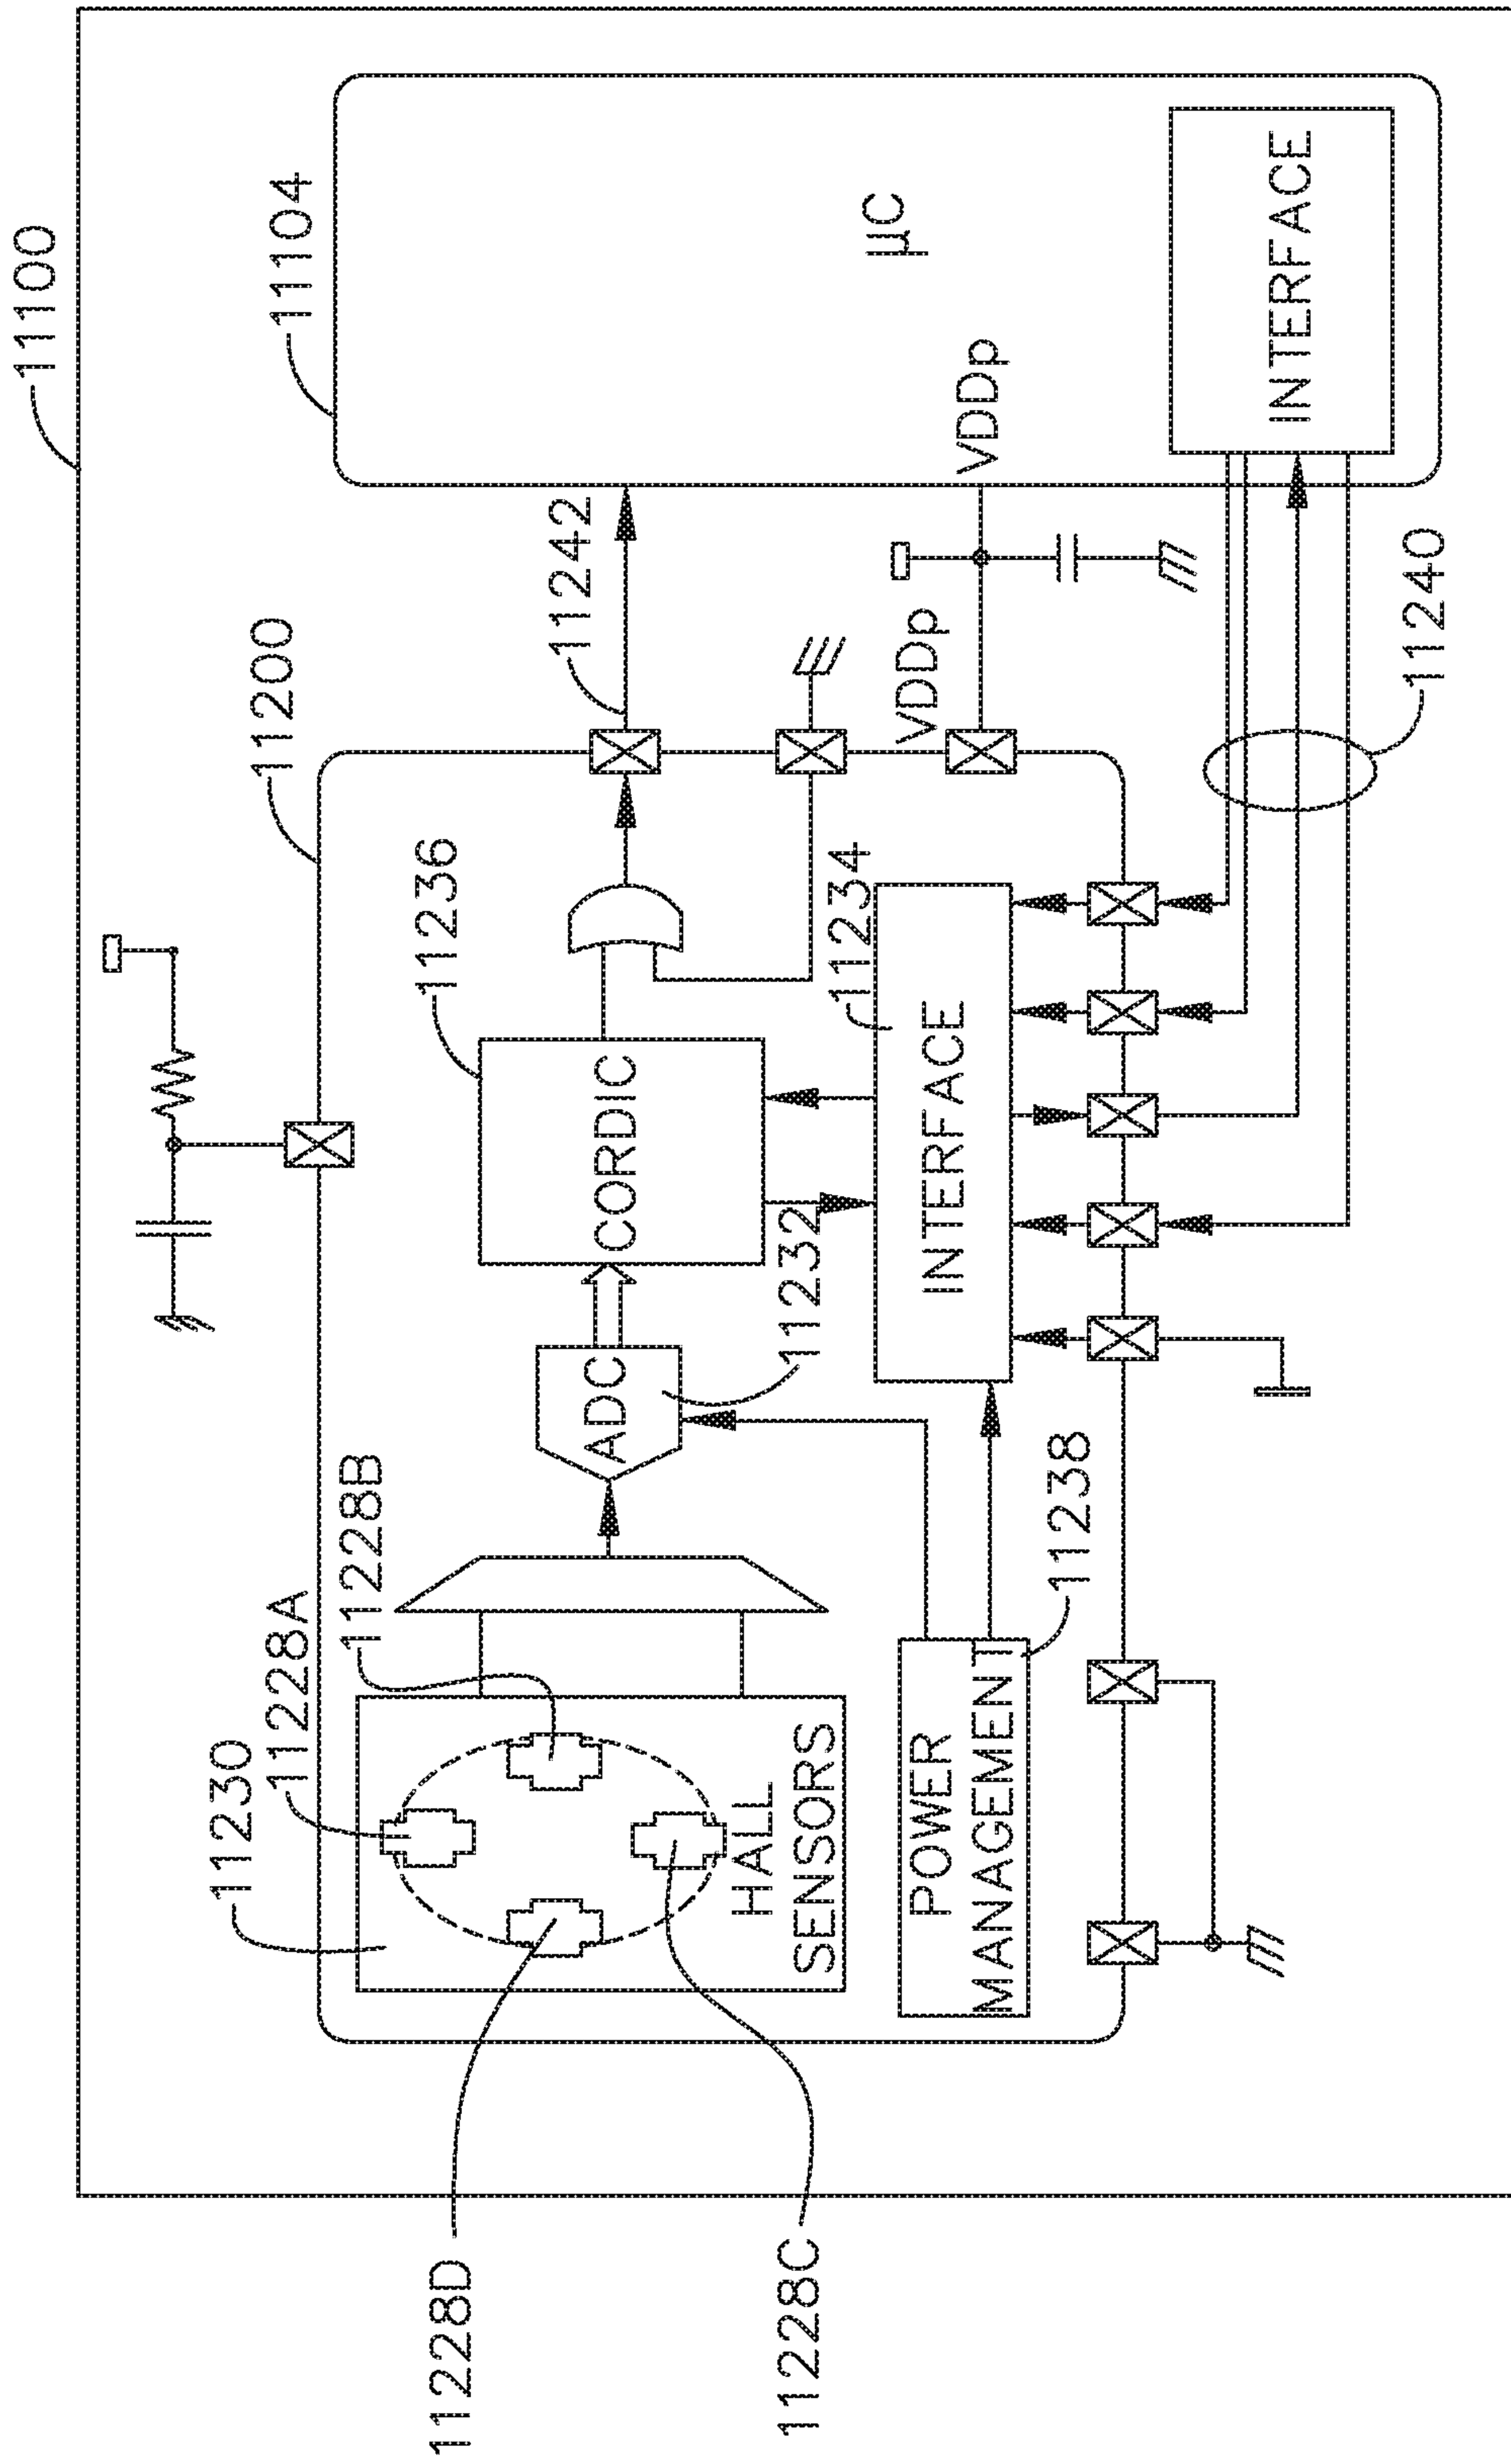 11100
11104
11200
11242
μC
VDDp
VDDp
INTERFACE
11240
11236
11234
CORDIC
INTERFACE
11232
ADC
11238
11228B
11228A
11230
HALL
SENSORS
POWER
MANAGEMENT
11228D
11228C